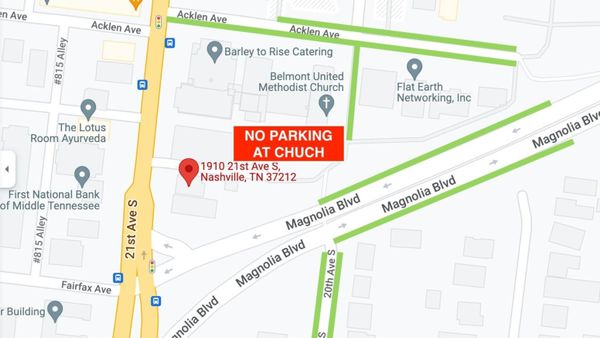 Acklen Ave
Acklen Ave
#815 Alley
Barley to Rise Catering
Belmont United
Methodist Church
Flat Earth
Networking, Inc
The Lotus
Room Ayurveda
NO PARKING
AT CHUCH
Magnolia Blvd
1910 21st Ave S,
Nashville, TN 37212
First National Bank
of Middle Tennessee
Magnolia Blvd
Magnolia Blvd
21st Ave S
#815 Alley
Magnolia Blvd
20th Ave S
Fairfax Ave
r Building
agnolia Blvd